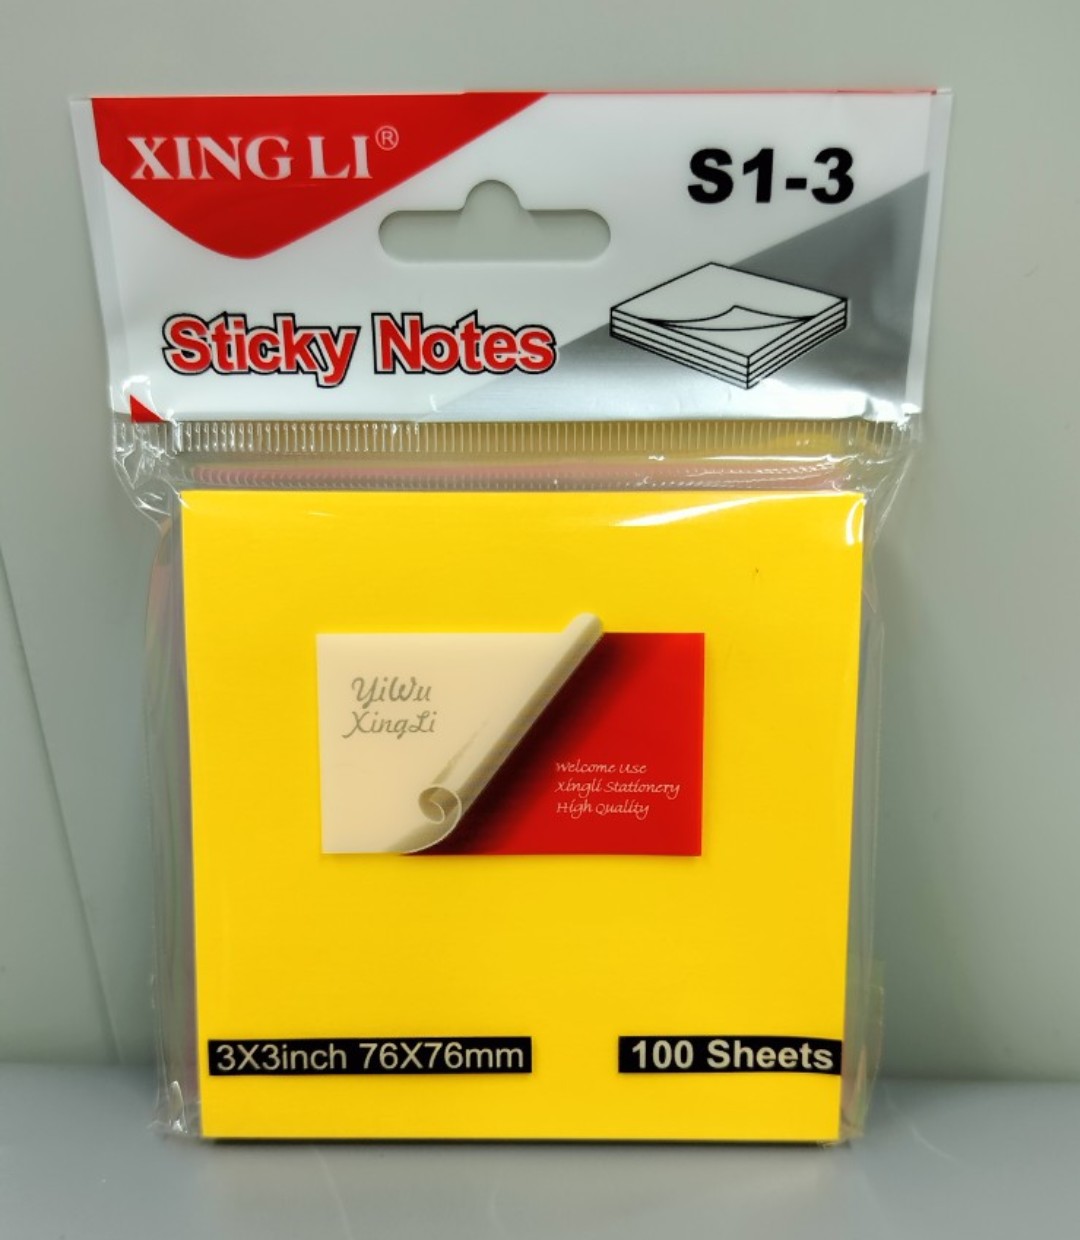 XING LI®
S1-3
Sticky Notes
YiWu
XingLi
Welcome Use
Xingli Stationery
High Quality
3X3inch 76X76mm
100 Sheets